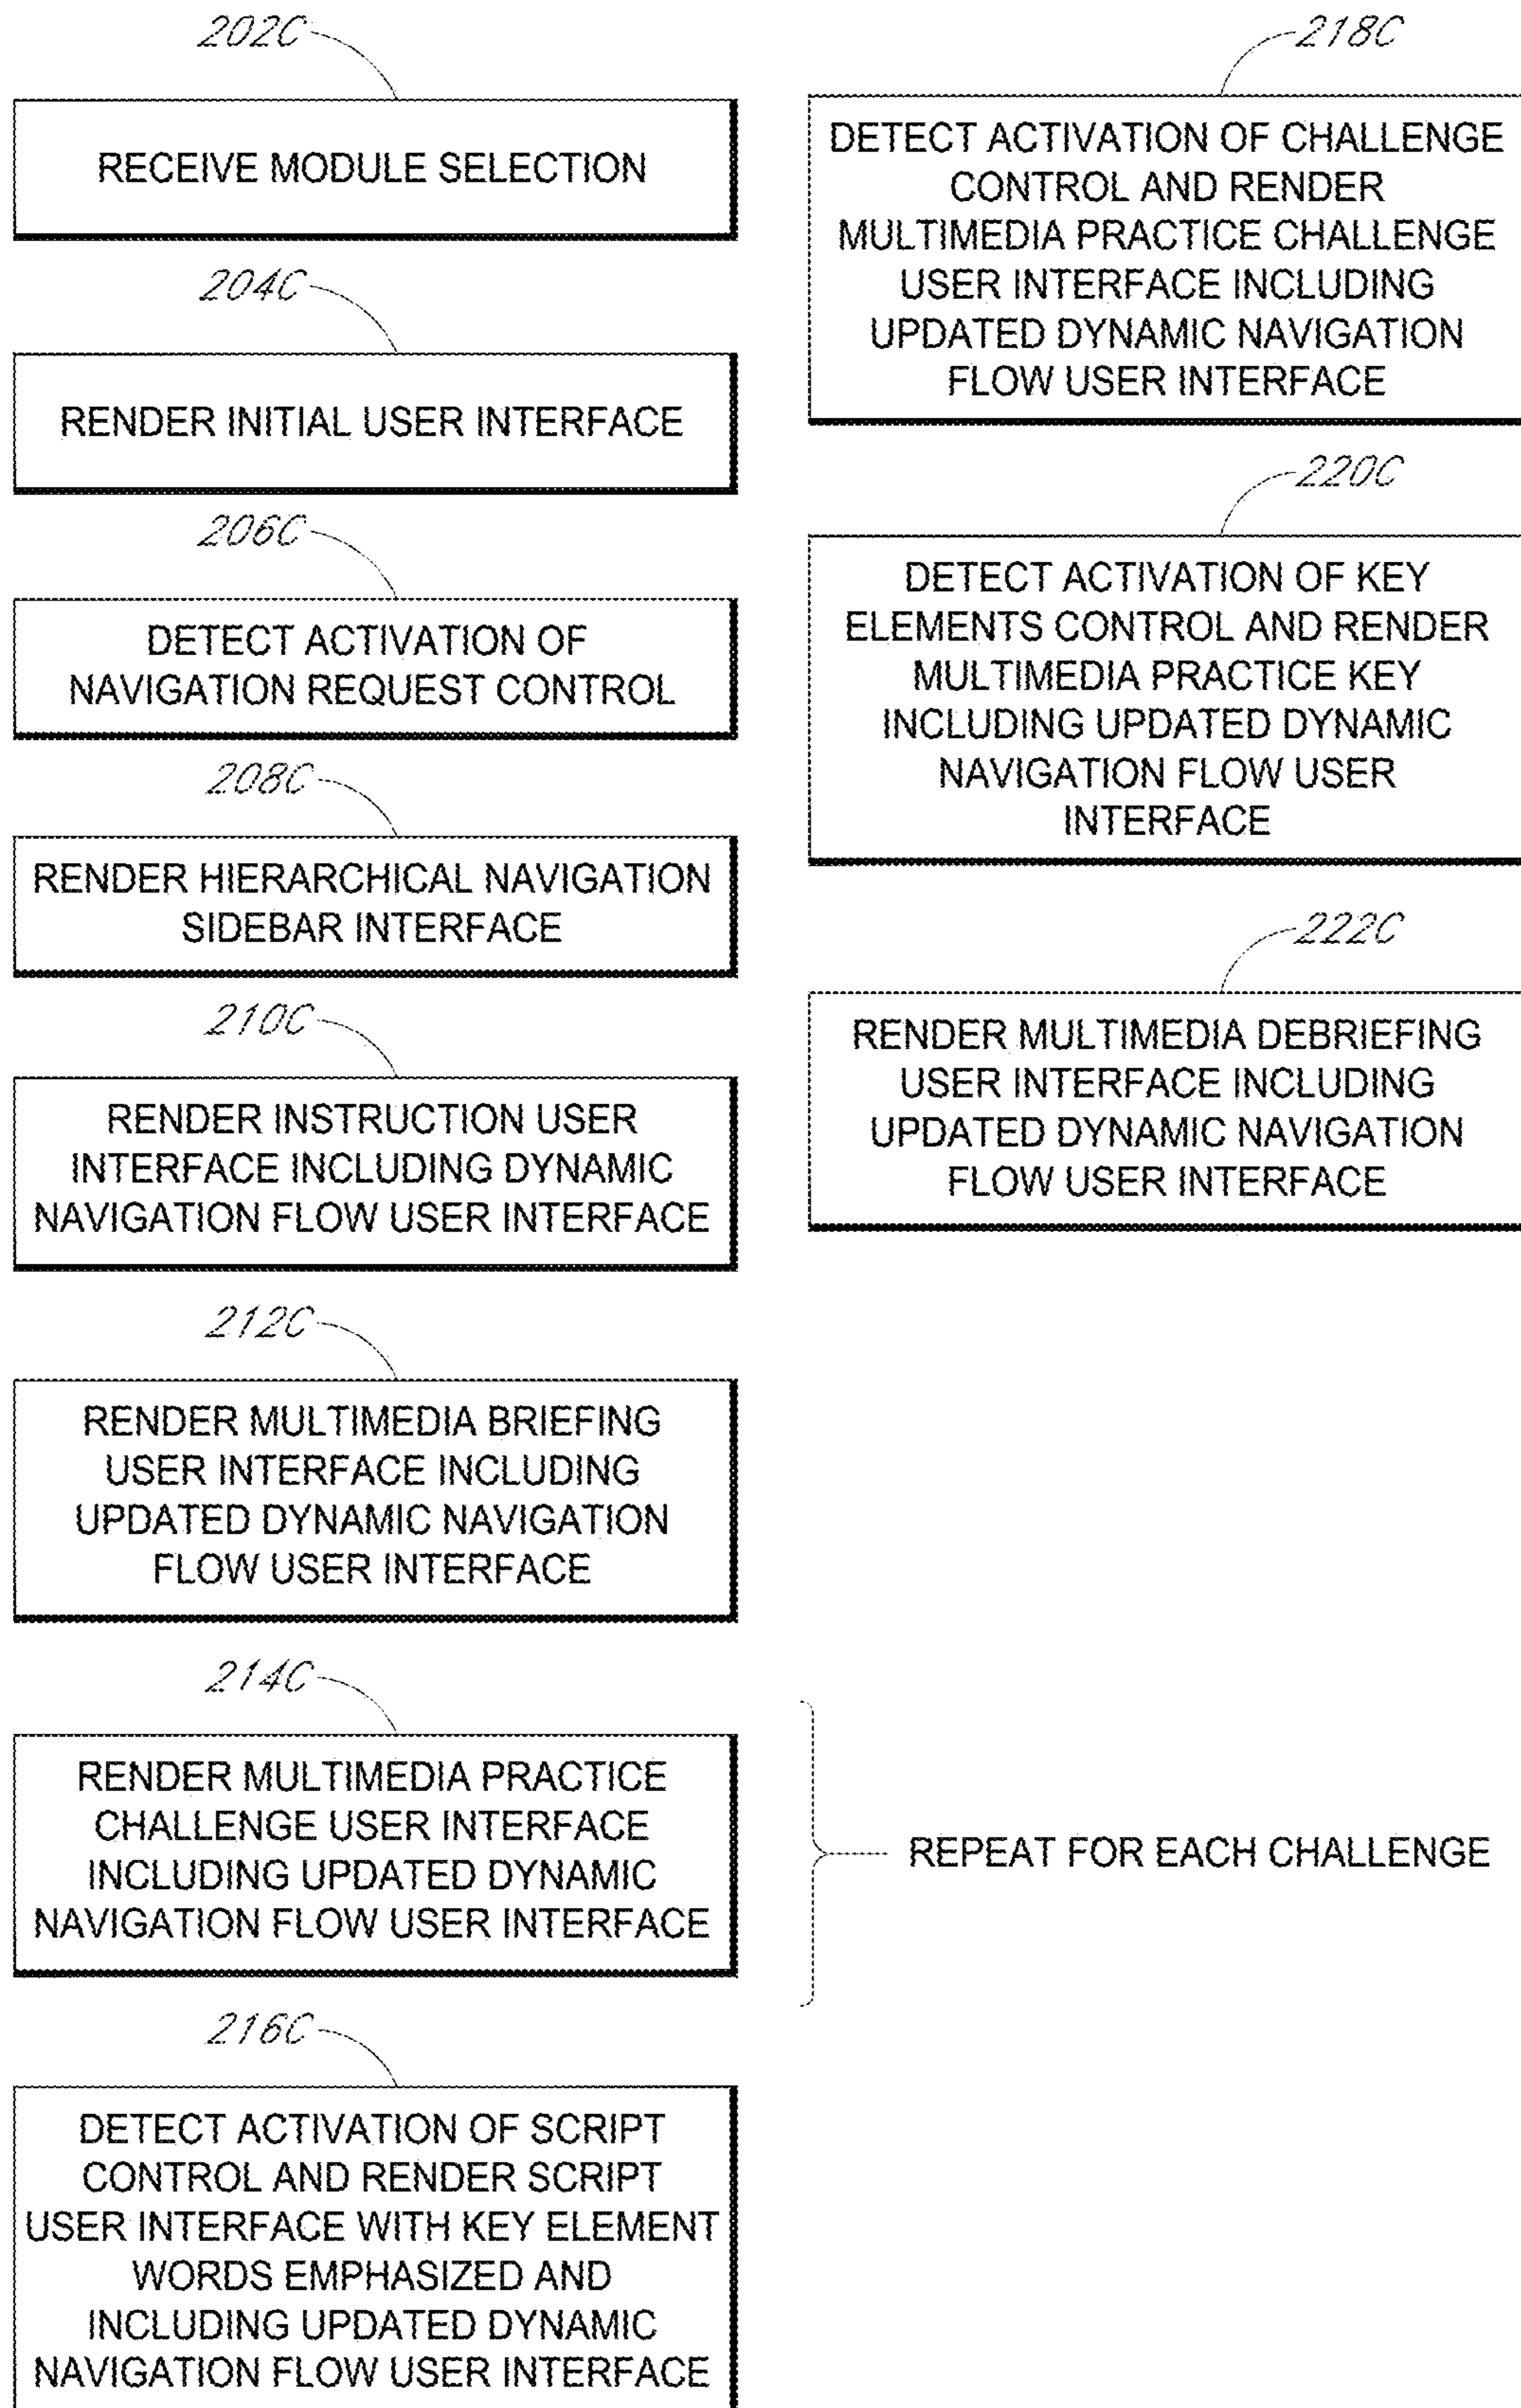 202C
RECEIVE MODULE SELECTION
204C
RENDER INITIAL USER INTERFACE
206C
DETECT ACTIVATION OF
NAVIGATION REQUEST CONTROL
208C
RENDER HIERARCHICAL NAVIGATION
SIDEBAR INTERFACE
210C
RENDER INSTRUCTION USER
INTERFACE INCLUDING DYNAMIC
NAVIGATION FLOW USER INTERFACE
212C
RENDER MULTIMEDIA BRIEFING
USER INTERFACE INCLUDING
UPDATED DYNAMIC NAVIGATION
FLOW USER INTERFACE
214C
RENDER MULTIMEDIA PRACTICE
CHALLENGE USER INTERFACE
INCLUDING UPDATED DYNAMIC
NAVIGATION FLOW USER INTERFACE
REPEAT FOR EACH CHALLENGE
216C
DETECT ACTIVATION OF SCRIPT
CONTROL AND RENDER SCRIPT
USER INTERFACE WITH KEY ELEMENT
WORDS EMPHASIZED AND
INCLUDING UPDATED DYNAMIC
NAVIGATION FLOW USER INTERFACE
218C
DETECT ACTIVATION OF CHALLENGE
CONTROL AND RENDER
MULTIMEDIA PRACTICE CHALLENGE
USER INTERFACE INCLUDING
UPDATED DYNAMIC NAVIGATION
FLOW USER INTERFACE
220C
DETECT ACTIVATION OF KEY
ELEMENTS CONTROL AND RENDER
MULTIMEDIA PRACTICE KEY
INCLUDING UPDATED DYNAMIC
NAVIGATION FLOW USER
INTERFACE
222C
RENDER MULTIMEDIA DEBRIEFING
USER INTERFACE INCLUDING
UPDATED DYNAMIC NAVIGATION
FLOW USER INTERFACE